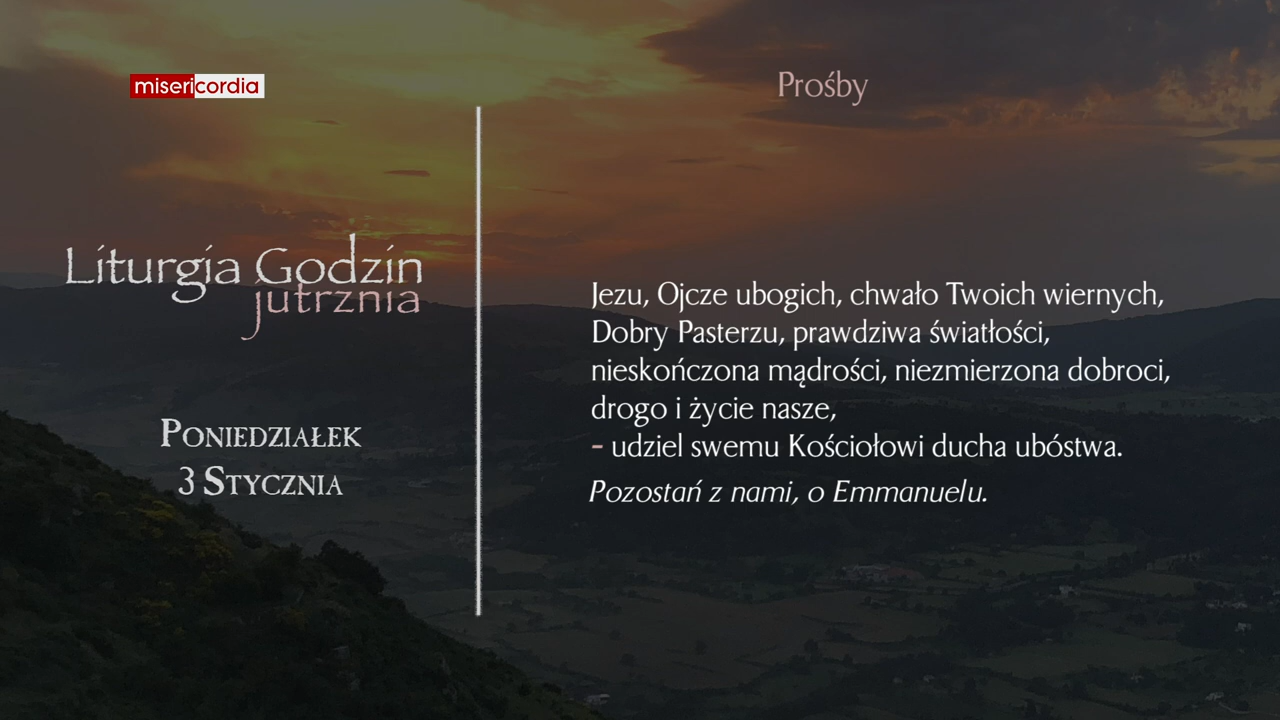 misericordia
Prośby
Liturgia Godzin
jutrznia
Poniedziałek
3 Stycznia
Jezu, Ojcze ubogich, chwało Twoich wiernych,
Dobry Pasterzu, prawdziwa światłości,
nieskończona mądrości, niezmierzona dobroci,
drogo i życie nasze,
- udziel swemu Kościołowi ducha ubóstwa.
Pozostań z nami, o Emmanuelu.